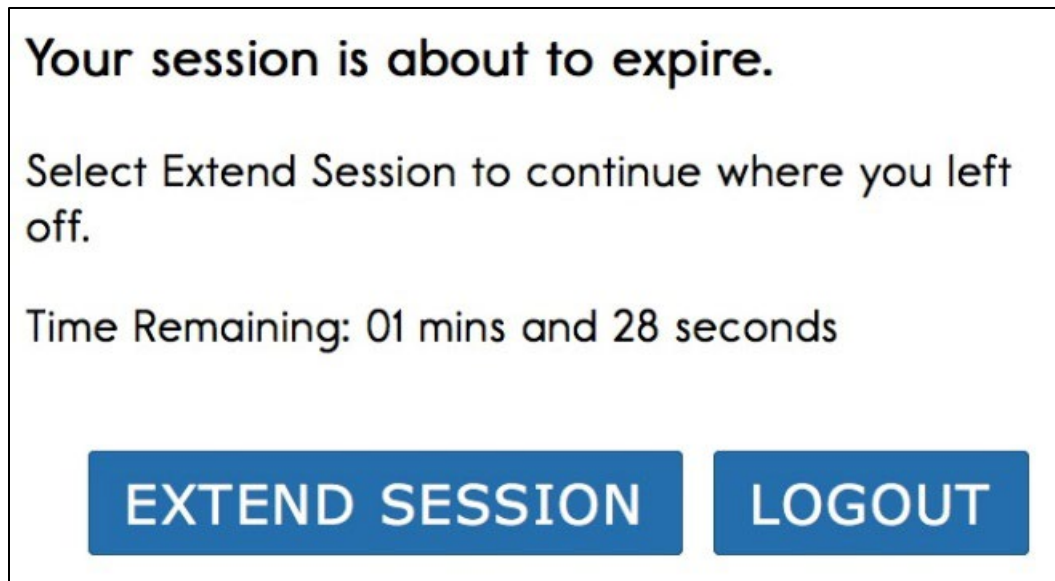 Your session is about to expire.
Select Extend Session to continue where you left
off.
Time Remaining: 01 mins and 28 seconds
EXTEND SESSION LOGOUT